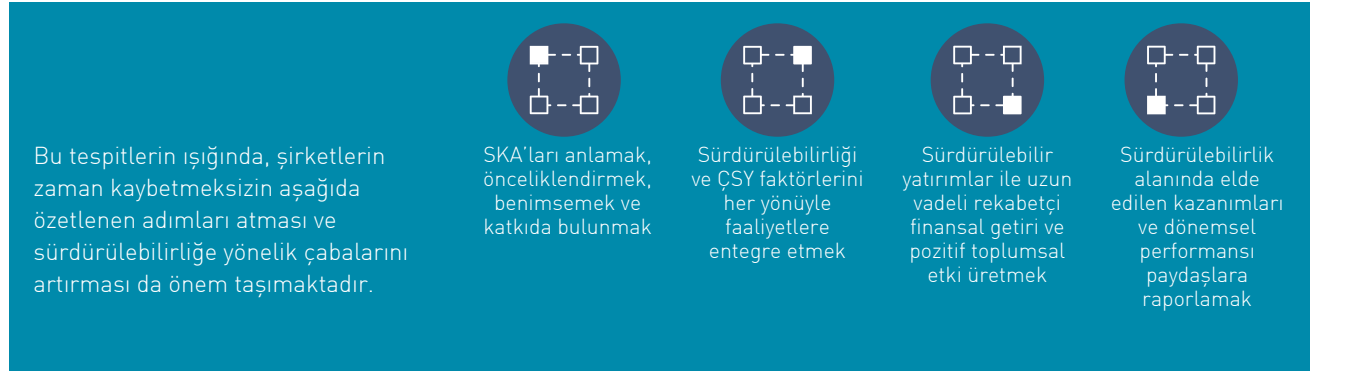 Bu tespitlerin ışığında, şirketlerin
zaman kaybetmeksizin aşağıda
özetlenen adımları atması ve
sürdürülebilirliğe yönelik çabalarını
artırması da önem taşımaktadır.
SKA'ları anlamak,
önceliklendirmek,
benimsemek ve
katkıda bulunmak
Sürdürülebilirliği
ve ÇSY faktörlerini
her yönüyle
faaliyetlere
entegre etmek
Sürdürülebilir
yatırımlar ile uzun
vadeli rekabetçi
finansal getiri ve
pozitif toplumsal
etki üretmek
Sürdürülebilirlik
alanında elde
edilen kazanımları
ve dönemsel
performansı
paydaşlara
raporlamak